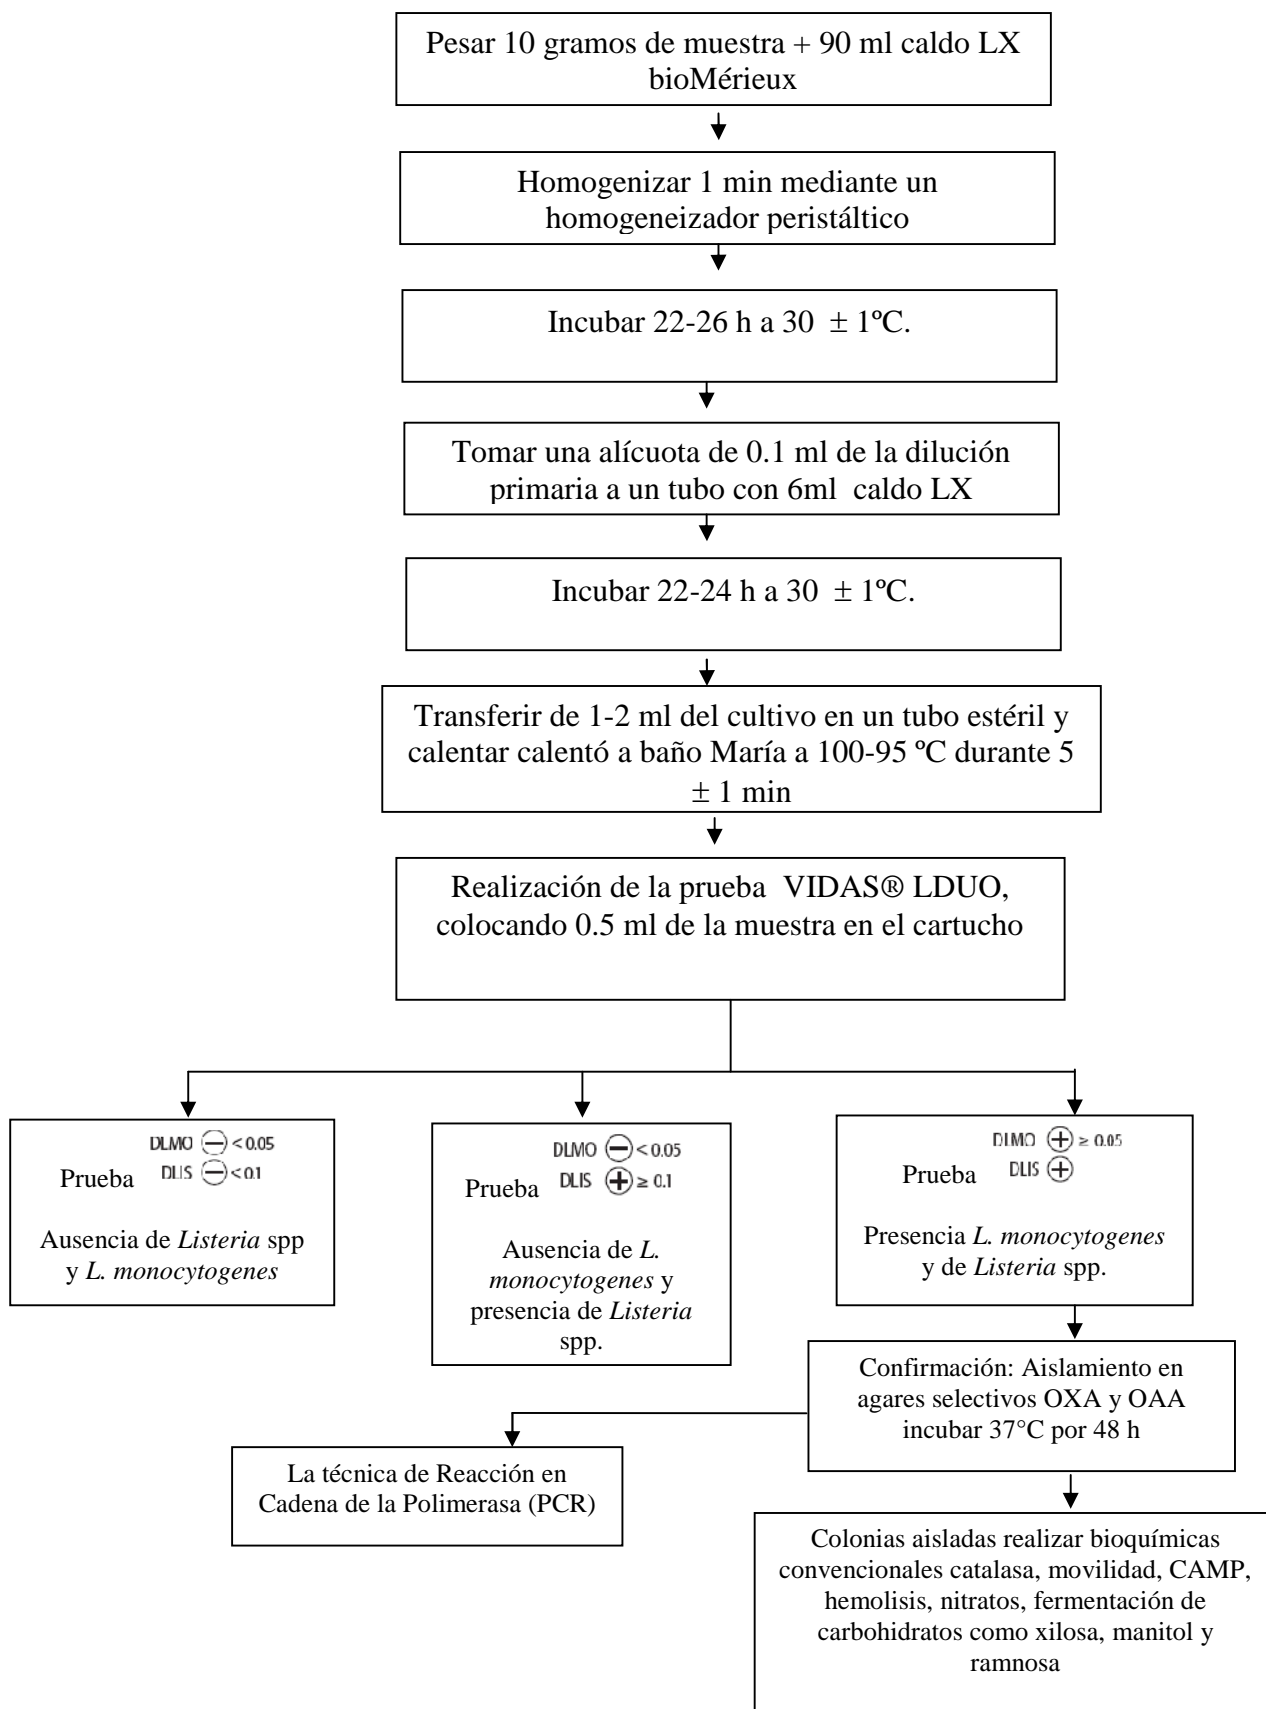 Pesar 10 gramos de muestra + 90 ml caldo LX
bioMérieux
Homogenizar 1 min mediante un
homogeneizador peristáltico
Incubar 22-26 h a 30 ± 1ºC.
Tomar una alícuota de 0.1 ml de la dilución
primaria a un tubo con 6ml caldo LX
Incubar 22-24 h a 30 ± 1ºC.
Transferir de 1-2 ml del cultivo en un tubo estéril y
calentar calentó a baño María a 100-95 ºC durante 5
± 1 min
Realización de la prueba VIDAS® LDUO,
colocando 0.5 ml de la muestra en el cartucho
DLMO ⊖ < 0.05
Prueba DLIS ⊖ < 0.1
Ausencia de Listeria spp
y L. monocytogenes
DLMO ⊖ < 0.05
Prueba DLIS ⊕ ≥ 0.1
Ausencia de L.
monocytogenes y
presencia de Listeria
spp.
DLMO ⊕ ≥ 0.05
Prueba DLIS ⊕
Presencia L. monocytogenes
y de Listeria spp.
Confirmación: Aislamiento en
agares selectivos OXA y OAA
incubar 37°C por 48 h
La técnica de Reacción en
Cadena de la Polimerasa (PCR)
Colonias aisladas realizar bioquímicas
convencionales catalasa, movilidad, CAMP,
hemolisis, nitratos, fermentación de
carbohidratos como xilosa, manitol y
ramnosa